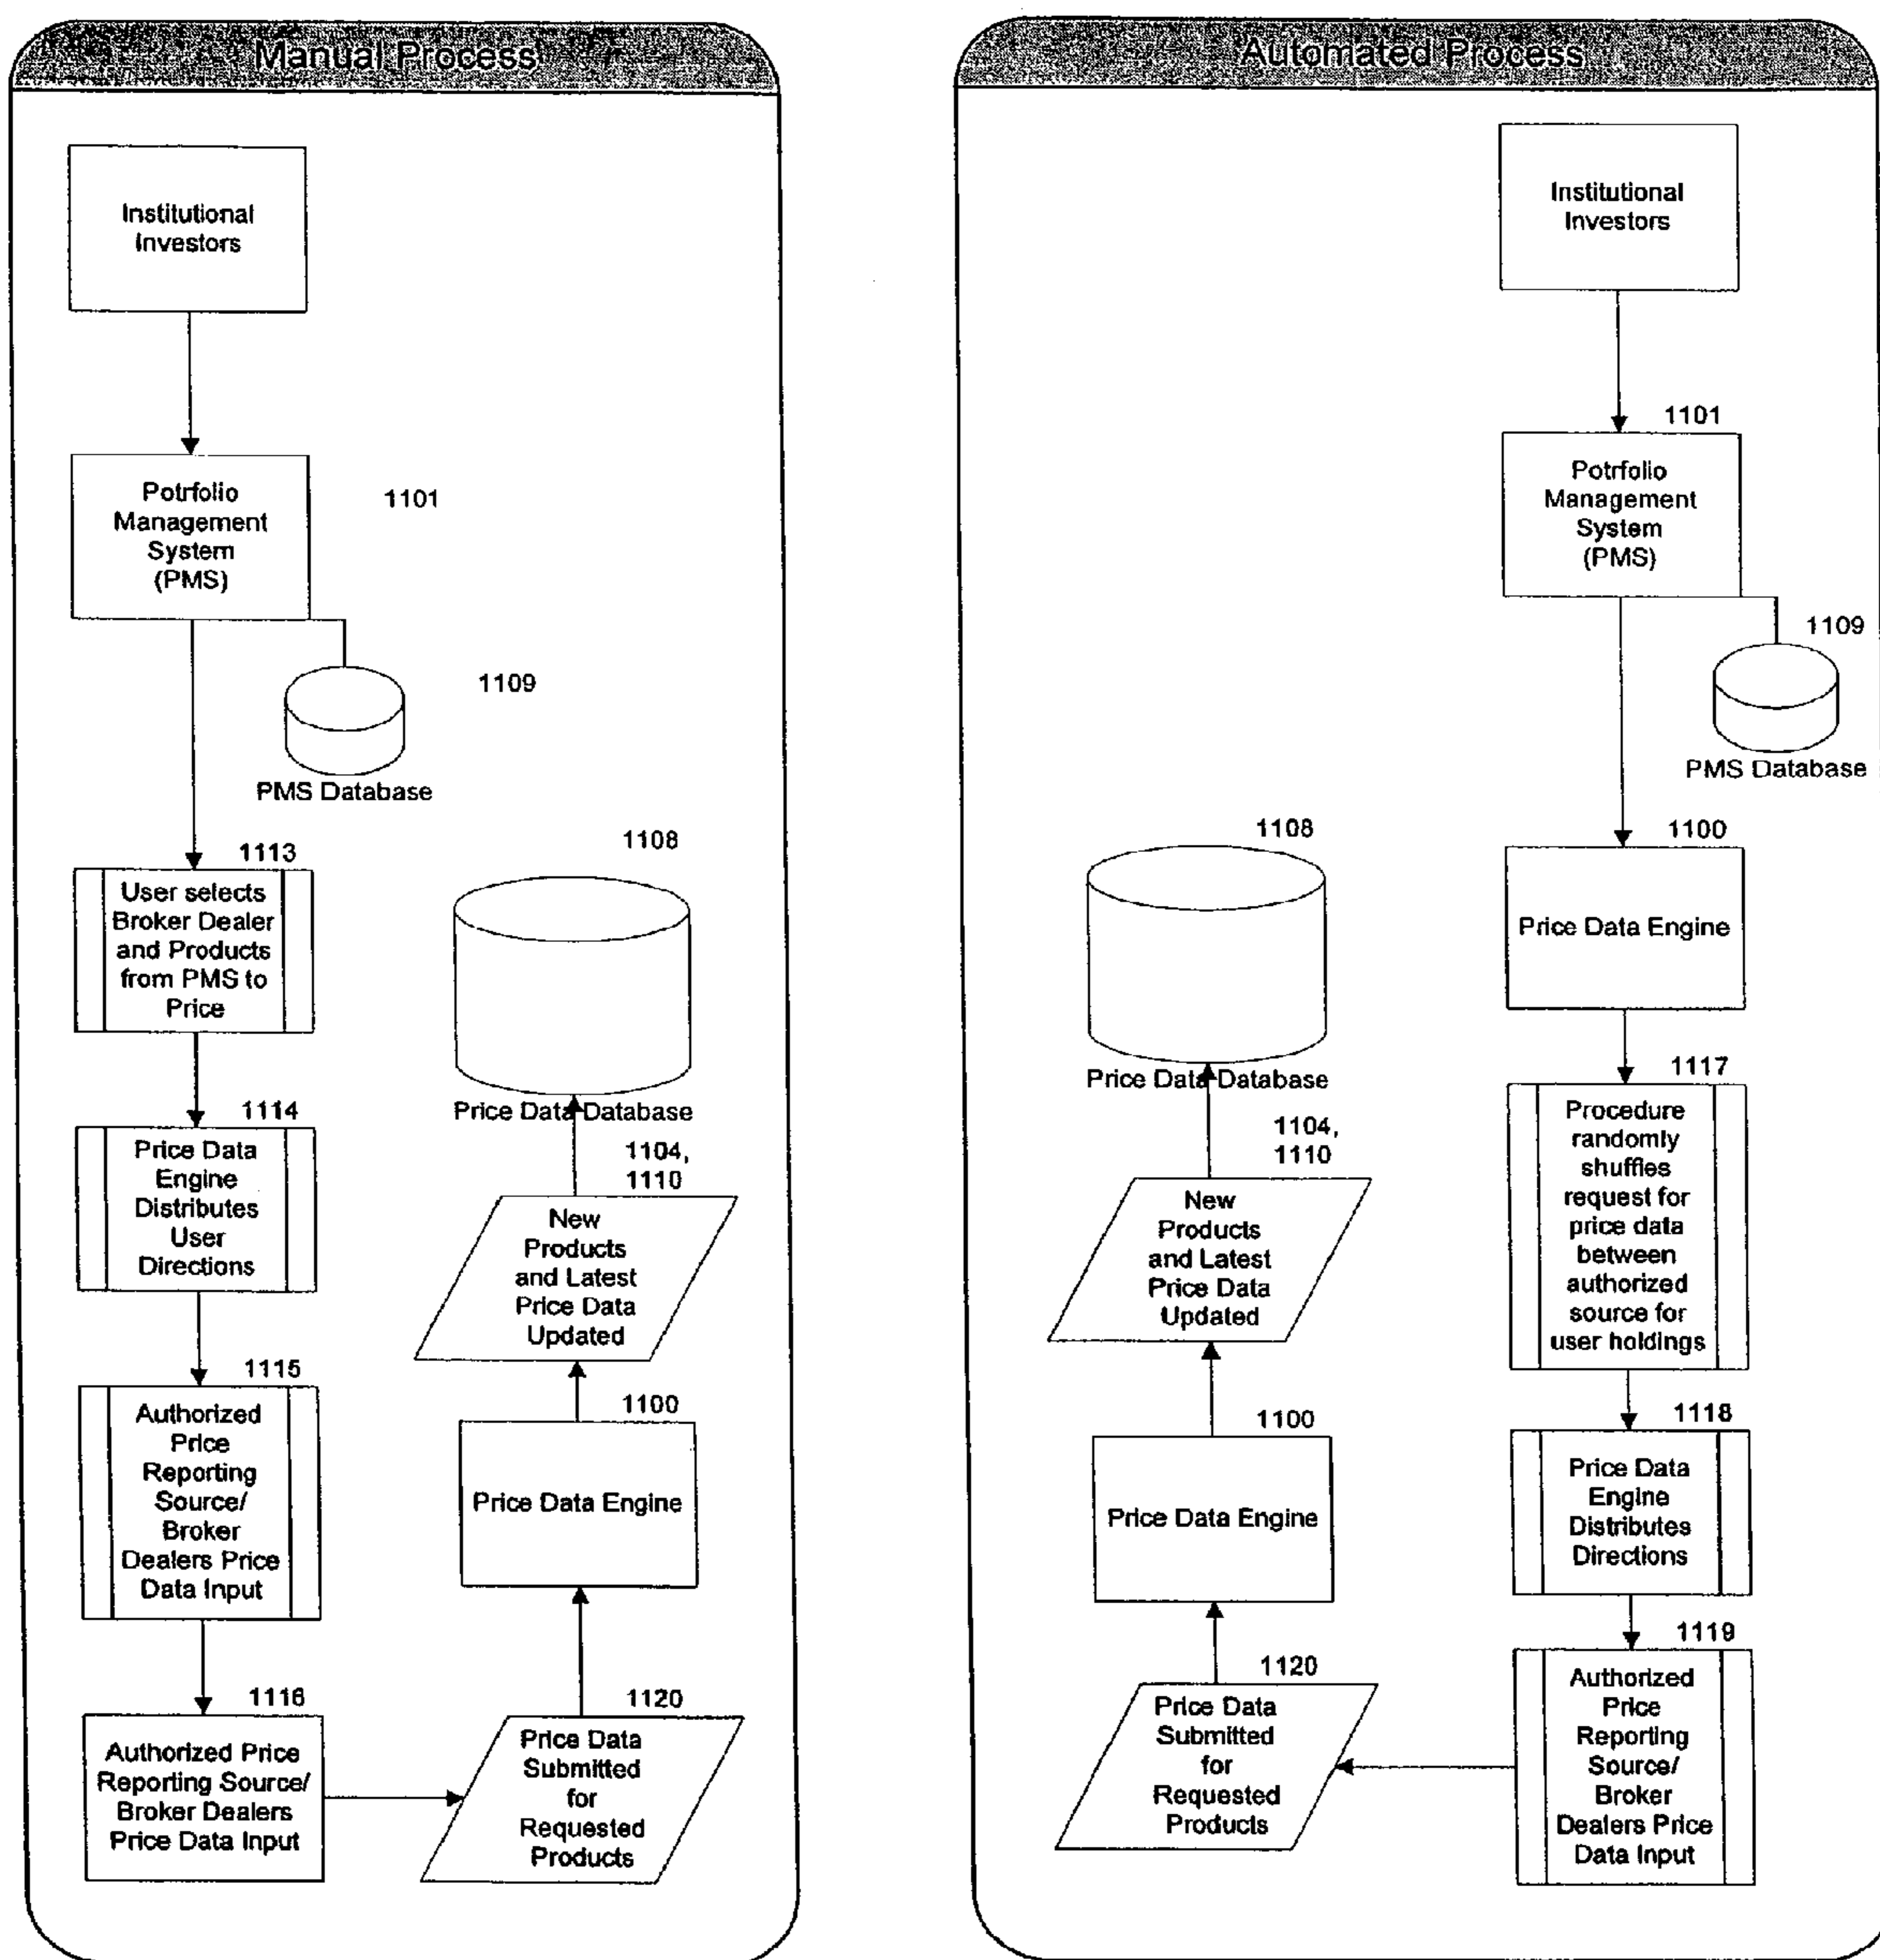 Manual Process
Institutional
Investors
Potrfolio
Management
System
(PMS)
1101
1109
PMS Database
1113
User selects
Broker Dealer
and Products
from PMS to
Price
1114
Price Data
Engine
Distributes
User
Directions
1115
Authorized
Price
Reporting
Source/
Broker
Dealers Price
Data Input
1116
Authorized Price
Reporting Source/
Broker Dealers
Price Data Input
1120
Price Data
Submitted
for
Requested
Products
1100
Price Data Engine
1104,
1110
New
Products
and Latest
Price Data
Updated
1108
Price Data Database
Automated Process
Institutional
Investors
1101
Potrfolio
Management
System
(PMS)
1109
PMS Database
1100
Price Data Engine
1117
Procedure
randomly
shuffles
request for
price data
between
authorized
source for
user holdings
1118
Price Data
Engine
Distributes
Directions
1119
Authorized
Price
Reporting
Source/
Broker
Dealers Price
Data Input
1120
Price Data
Submitted
for
Requested
Products
1100
Price Data Engine
1104,
1110
New
Products
and Latest
Price Data
Updated
1108
Price Data Database